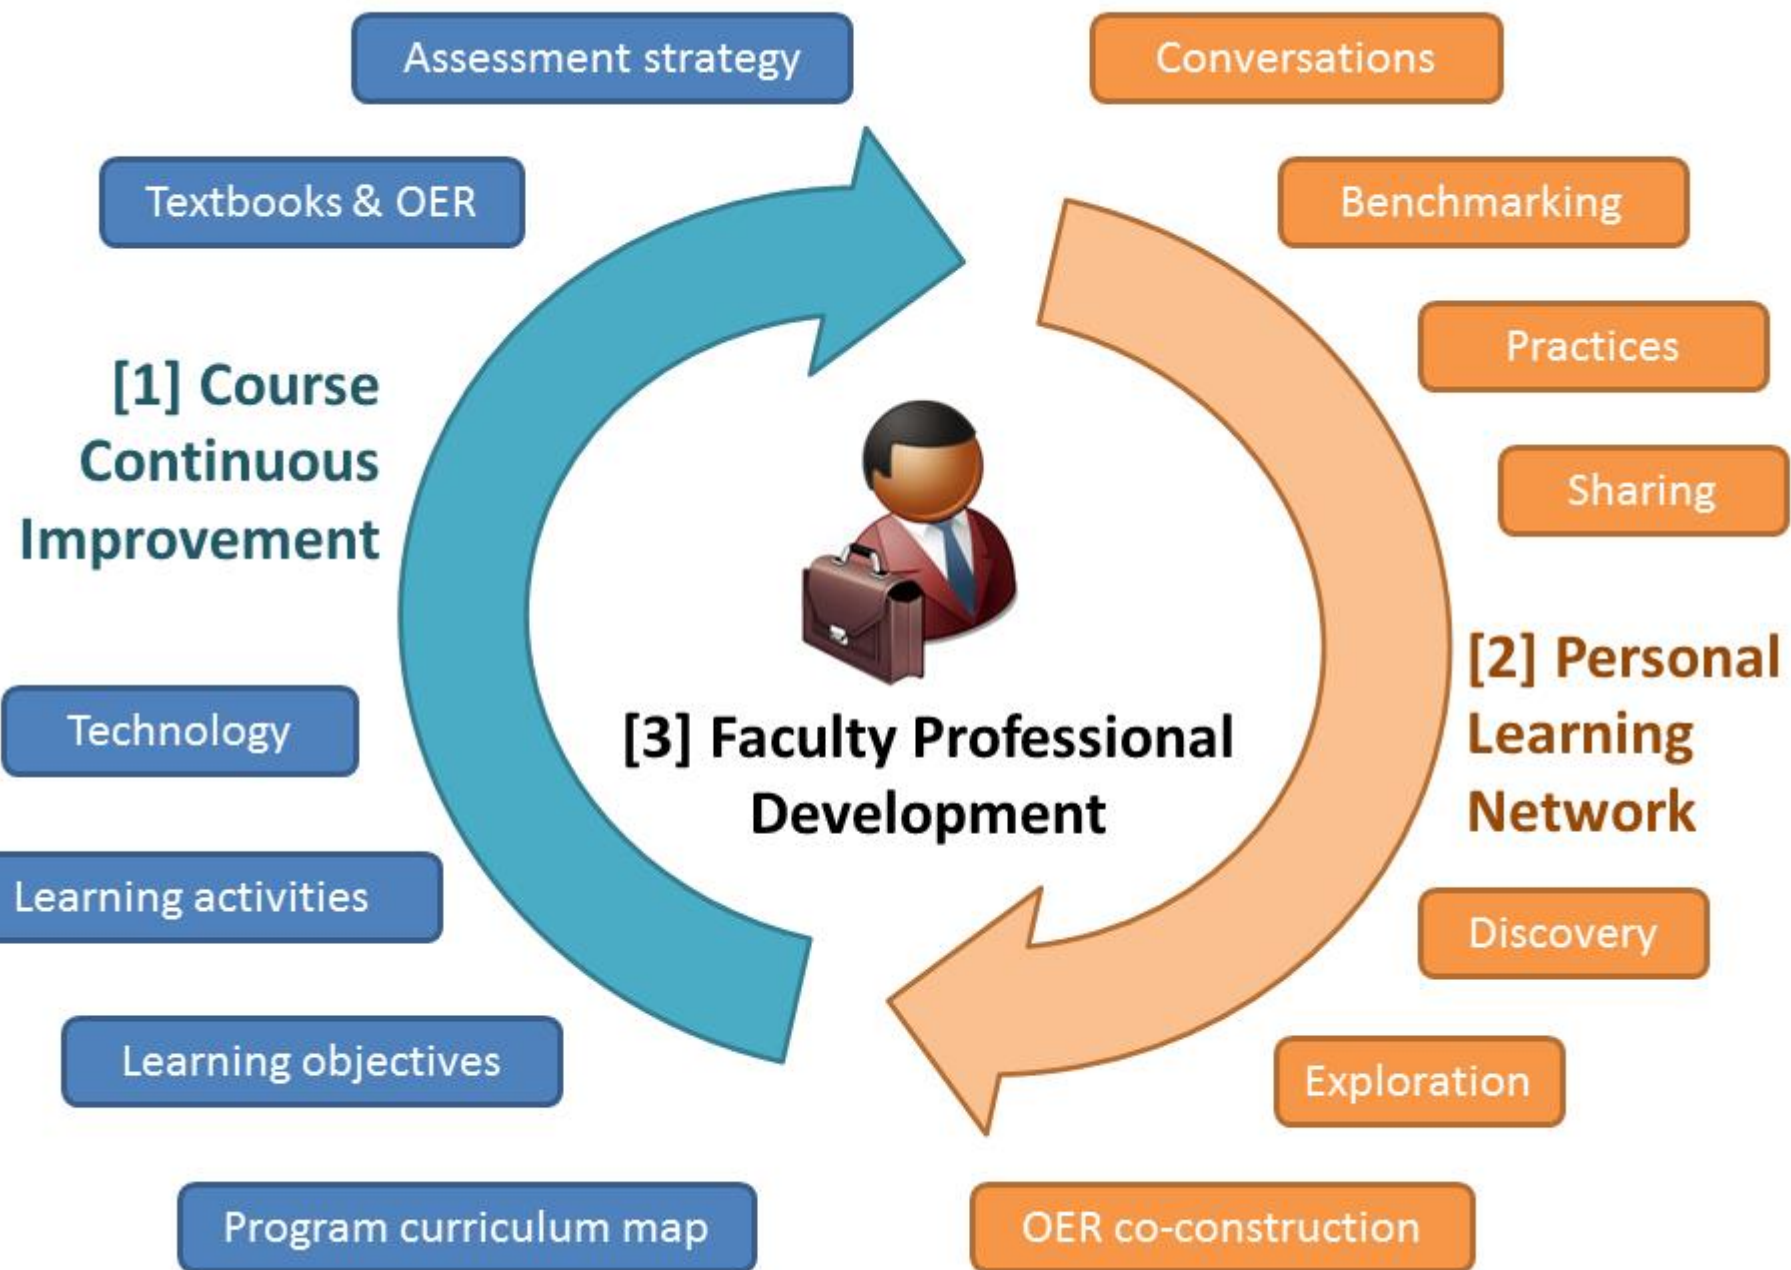 Assessment strategy
Textbooks & OER
[1] Course
Continuous
Improvement
Technology
Learning activities
Learning objectives
Program curriculum map
[3] Faculty Professional
Development
Conversations
Benchmarking
Practices
Sharing
[2] Personal
Learning
Network
Discovery
Exploration
OER co-construction